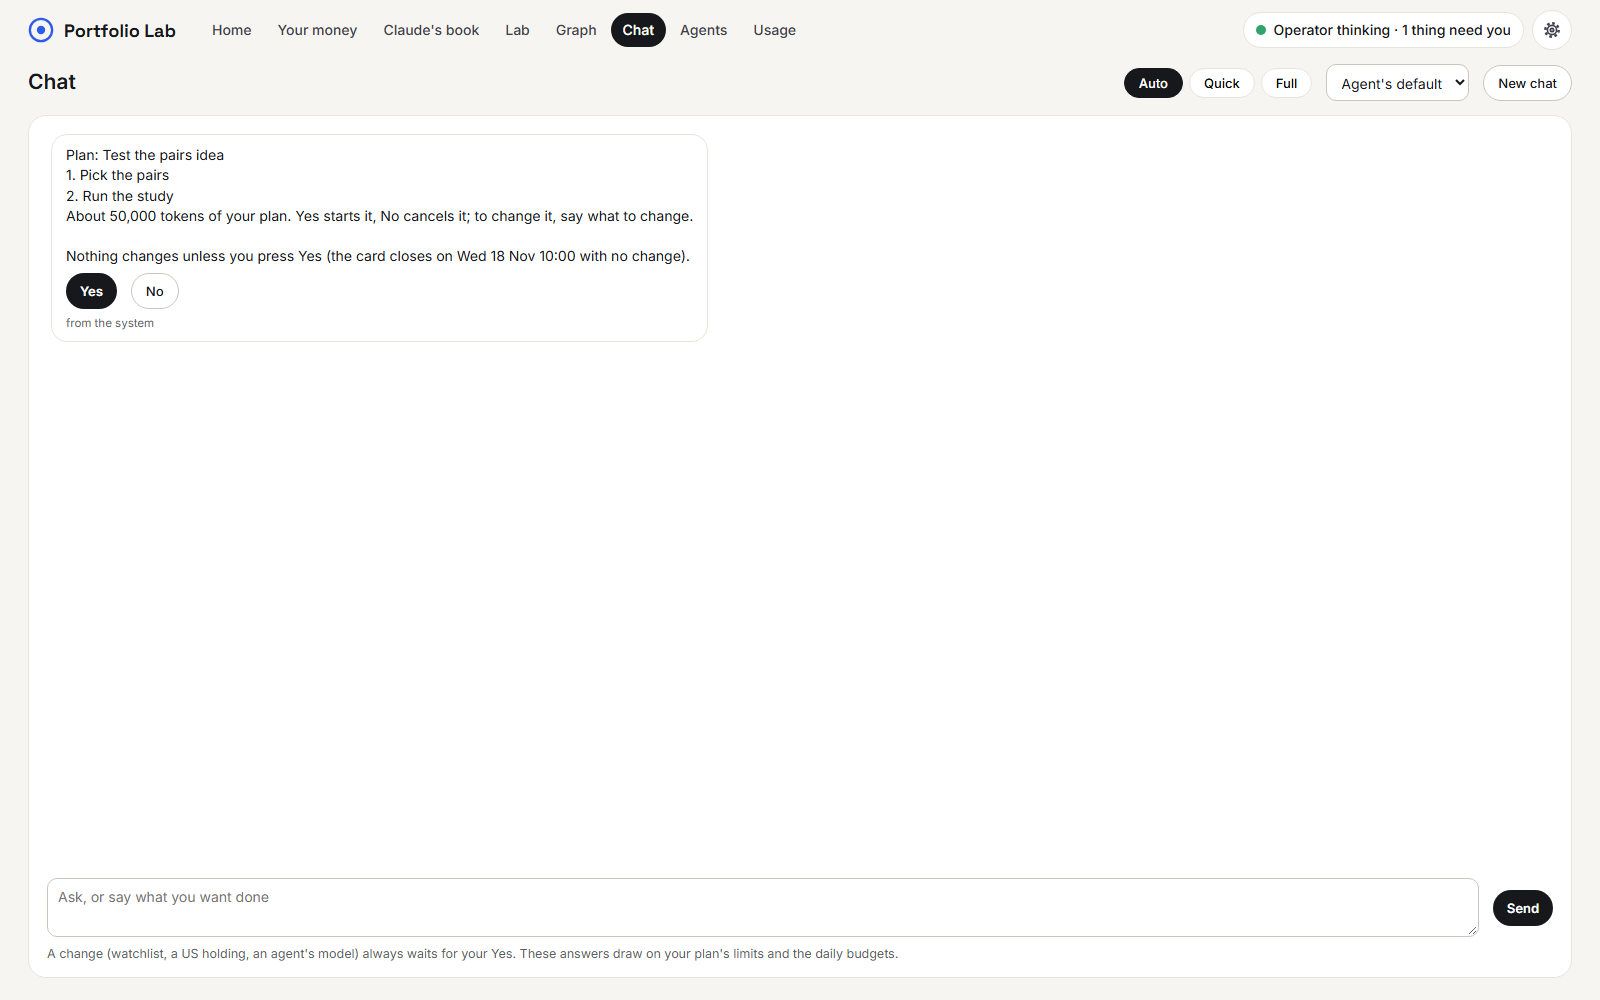 Portfolio Lab
Home
Your money
Claude's book
Lab
Graph
Chat
Agents
Usage
Operator thinking · 1 thing need you
Chat
Auto
Quick
Full
Agent's default
New chat
Plan: Test the pairs idea
1. Pick the pairs
2. Run the study
About 50,000 tokens of your plan. Yes starts it, No cancels it; to change it, say what to change.
Nothing changes unless you press Yes (the card closes on Wed 18 Nov 10:00 with no change).
Yes
No
from the system
Ask, or say what you want done
Send
A change (watchlist, a US holding, an agent's model) always waits for your Yes. These answers draw on your plan's limits and the daily budgets.